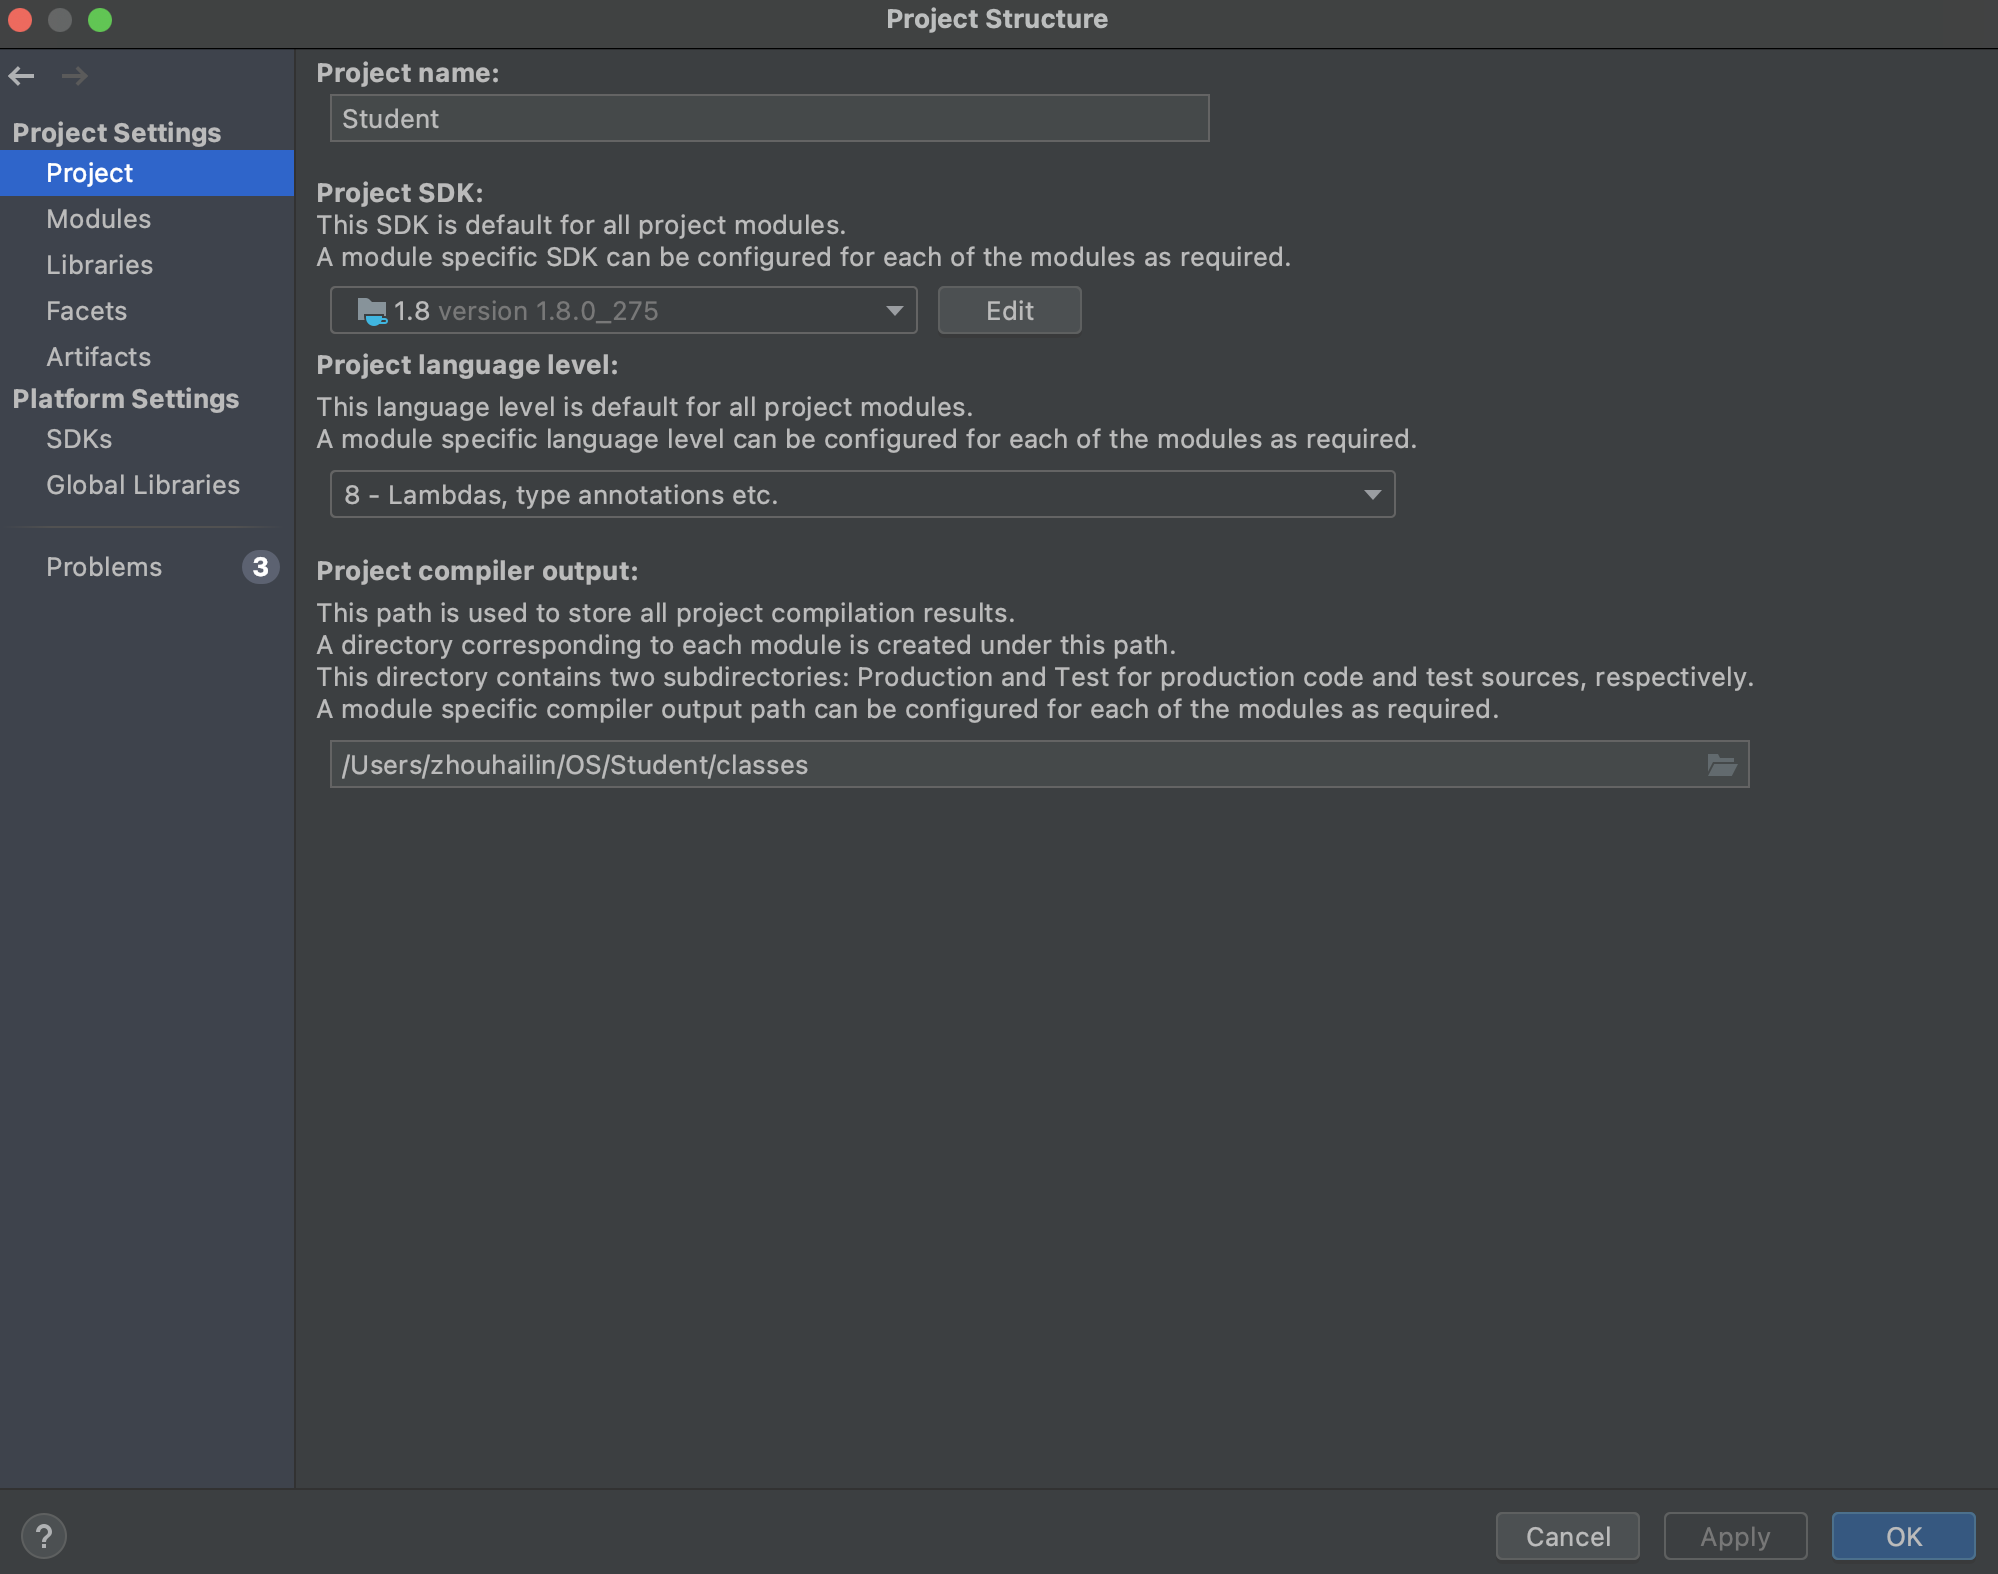 Project Structure
Project Settings
Project
Modules
Libraries
Facets
Artifacts
Platform Settings
SDKs
Global Libraries
Problems 3
Project name:
Student
Project SDK:
This SDK is default for all project modules.
A module specific SDK can be configured for each of the modules as required.
1.8 version 1.8.0_275
Edit
Project language level:
This language level is default for all project modules.
A module specific language level can be configured for each of the modules as required.
8 - Lambdas, type annotations etc.
Project compiler output:
This path is used to store all project compilation results.
A directory corresponding to each module is created under this path.
This directory contains two subdirectories: Production and Test for production code and test sources, respectively.
A module specific compiler output path can be configured for each of the modules as required.
/Users/zhouhailin/OS/Student/classes
?
Cancel
Apply
OK